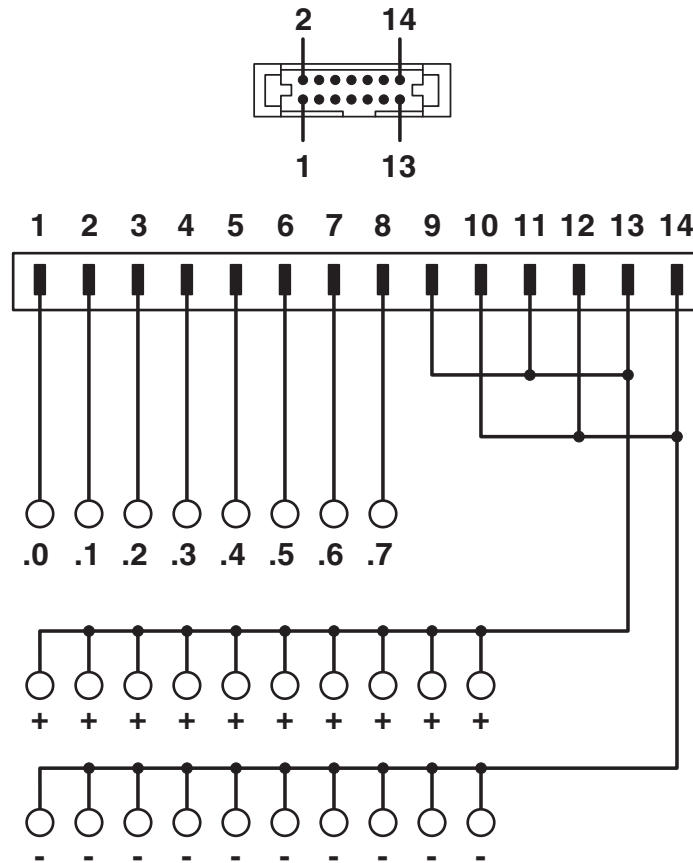 2 14
1 13
1 2 3 4 5 6 7 8 9 10 11 12 13 14
.0 .1 .2 .3 .4 .5 .6 .7
+ + + + + + + + + +
- - - - - - - - - -